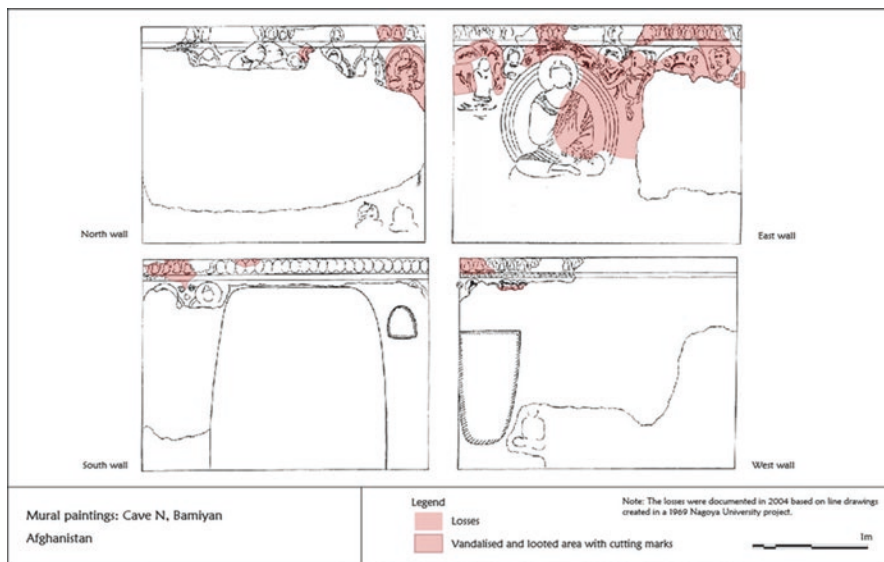 North wall
East wall
South wall
West wall
Mural paintings: Cave N, Bamiyan
Afghanistan
Legend
Losses
Vandalised and looted area with cutting marks
Note: The losses were documented in 2004 based on line drawings
created in a 1969 Nagoya University project.
1m